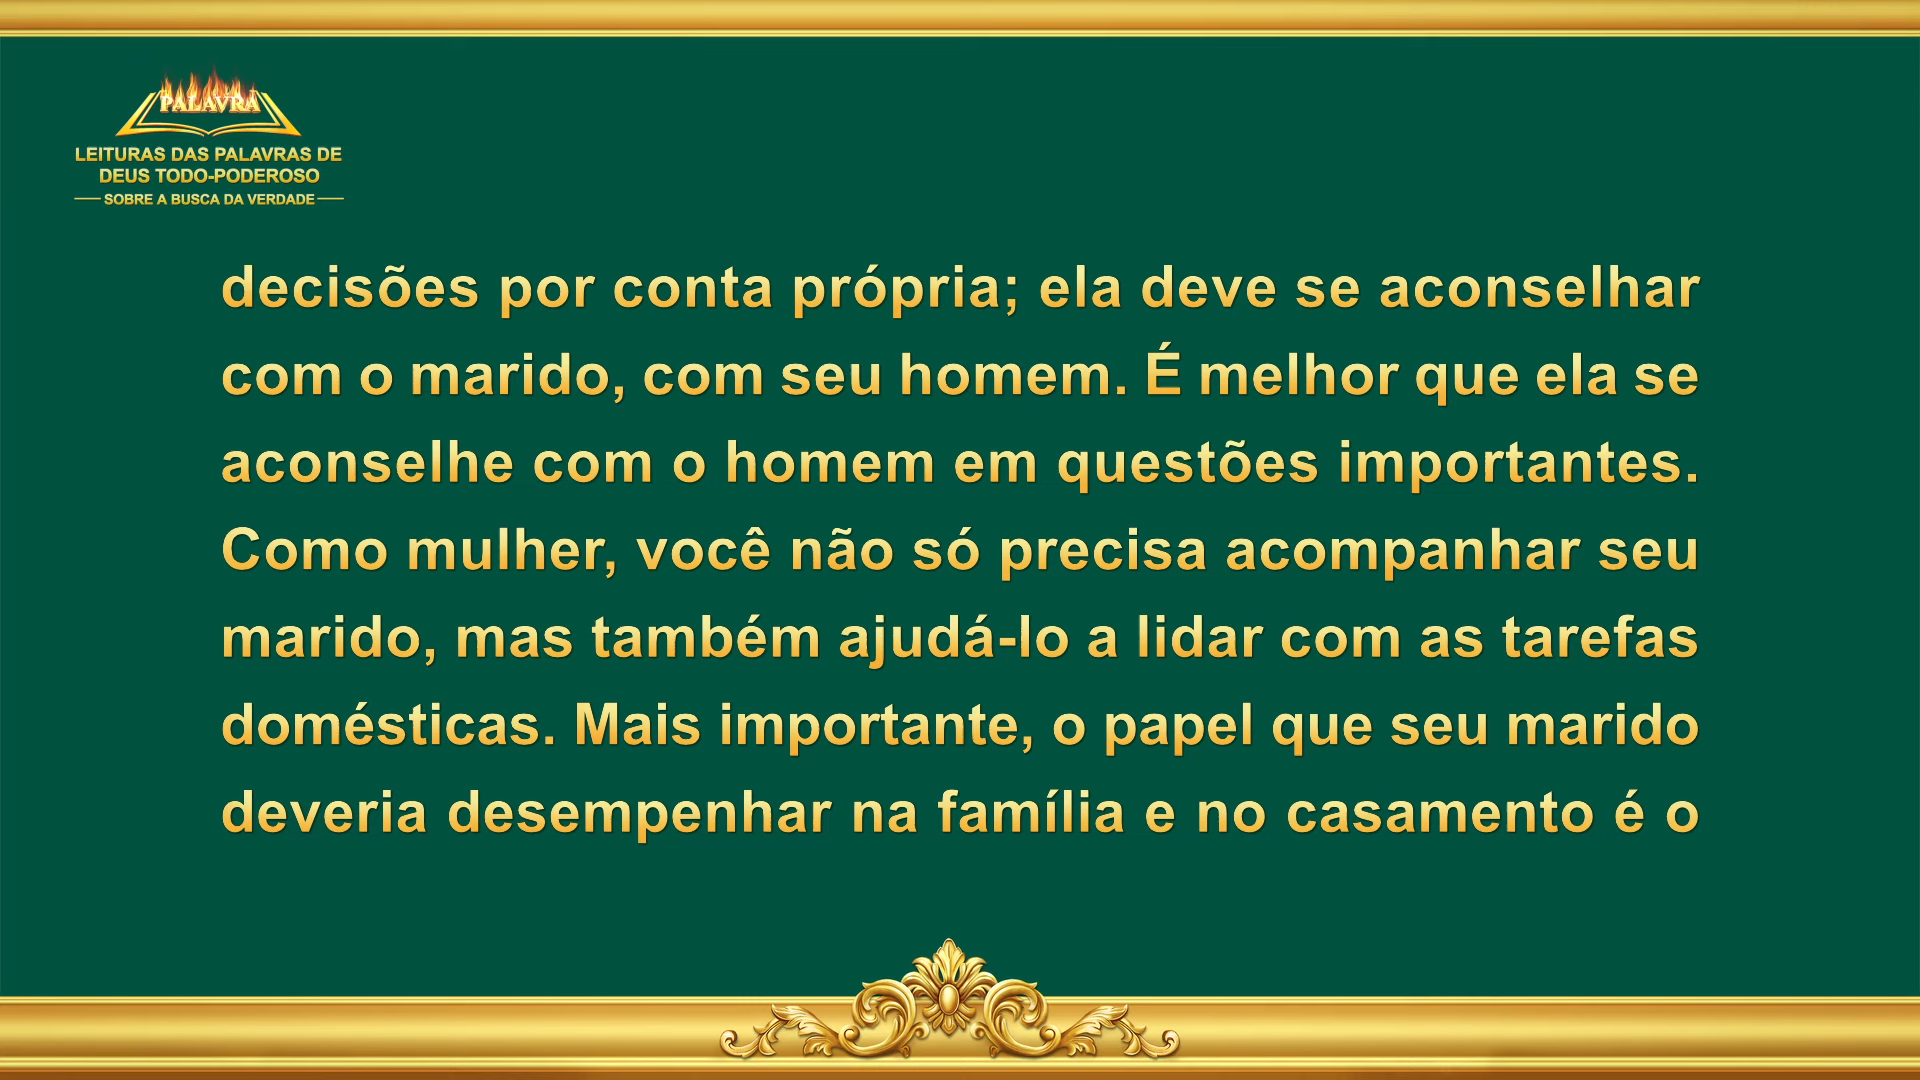 PALAVRA
LEITURAS DAS PALAVRAS DE
DEUS TODO-PODEROSO
SOBRE A BUSCA DA VERDADE
decisões por conta própria; ela deve se aconselhar
com o marido, com seu homem. É melhor que ela se
aconselhe com o homem em questões importantes.
Como mulher, você não só precisa acompanhar seu
marido, mas também ajudá-lo a lidar com as tarefas
domésticas. Mais importante, o papel que seu marido
deveria desempenhar na família e no casamento é o